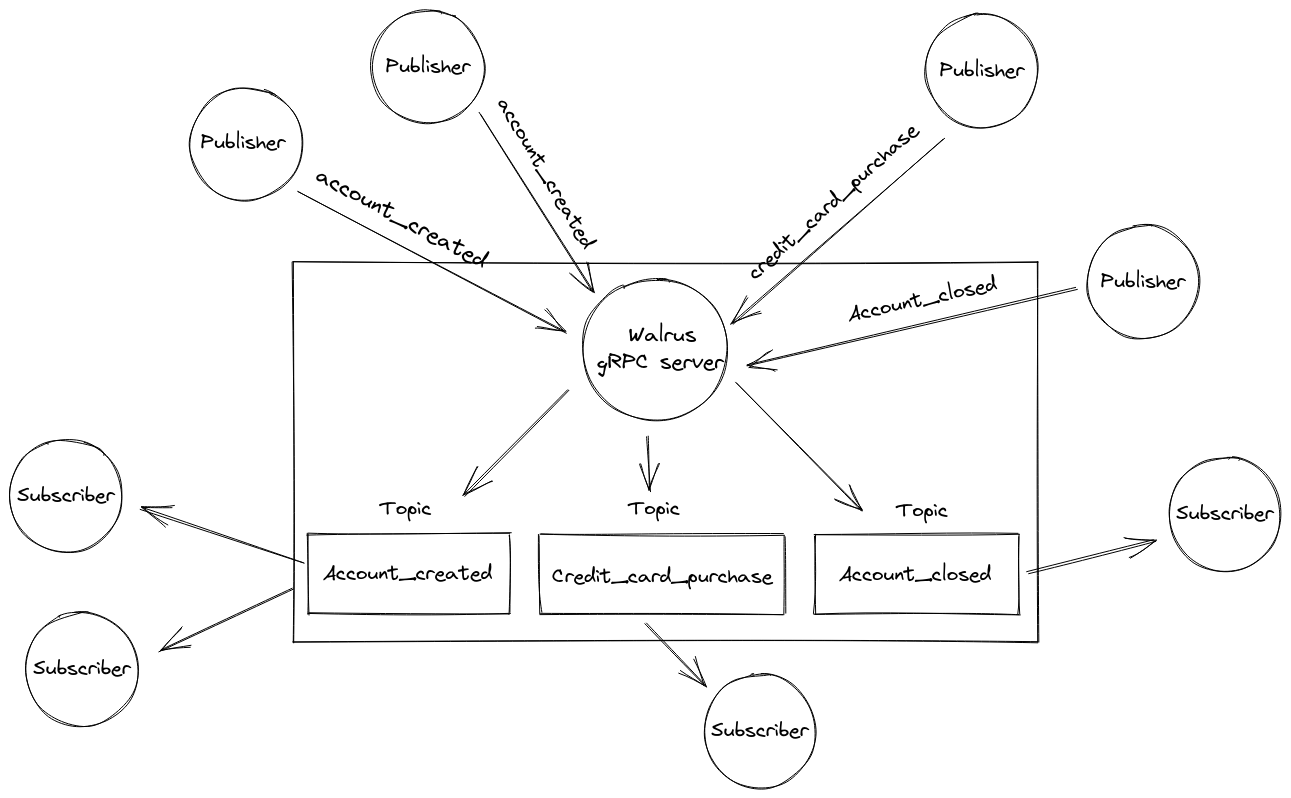 Publisher
Publisher
Publisher
account_created
account_created
credit_card_purchase
Publisher
Account_closed
Walrus
gRPC server
Subscriber
Topic
Topic
Topic
Subscriber
Account_created
Credit_card_purchase
Account_closed
Subscriber
Subscriber